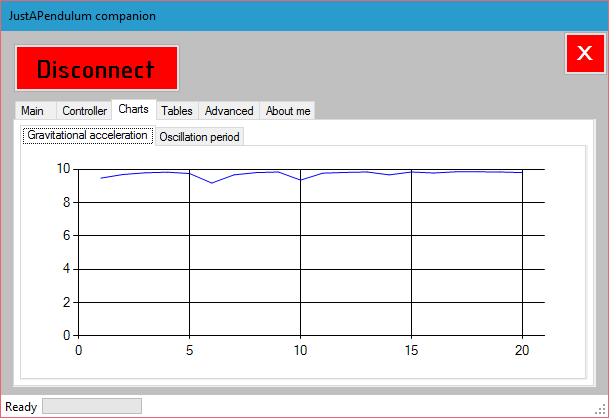 JustAPendulum companion
Disconnect
X
Main Controller Charts Tables Advanced About me
Gravitational acceleration Oscillation period
10
8
6
4
2
0
0 5 10 15 20
Ready